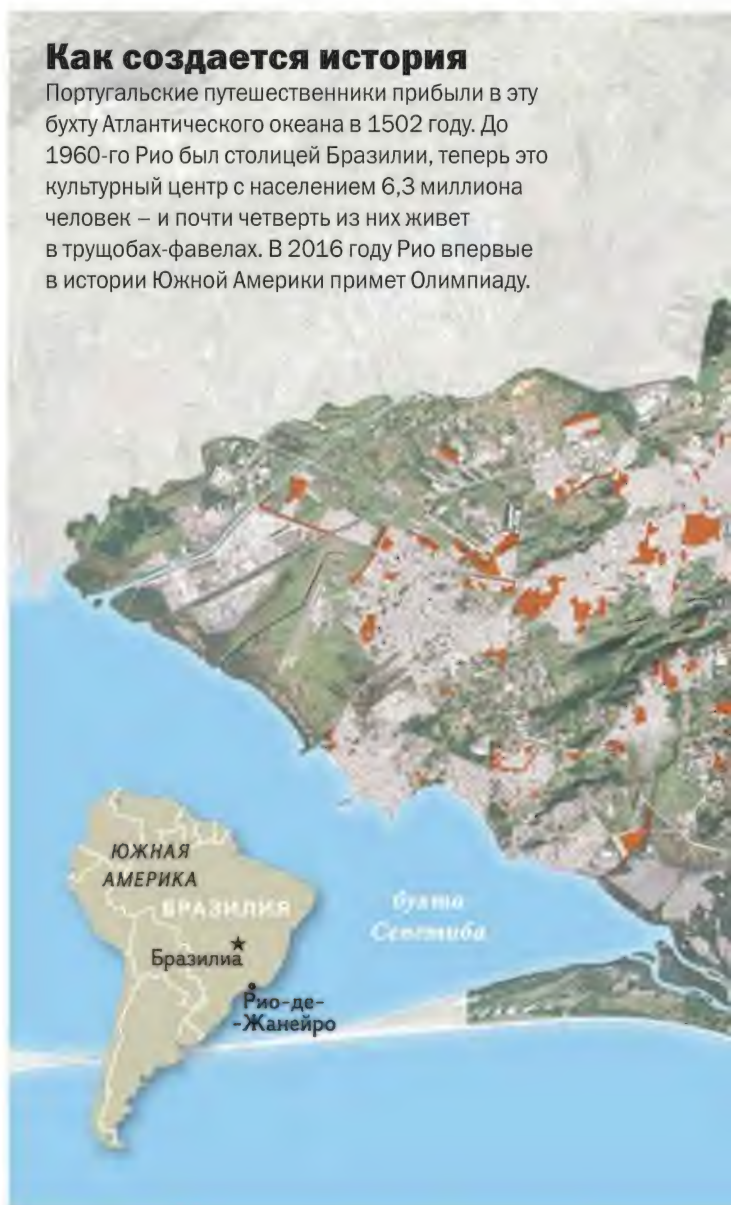 Как создается история
Португальские путешественники прибыли в эту
бухту Атлантического океана в 1502 году. До
1960-го Рио был столицей Бразилии, теперь это
культурный центр с населением 6,3 миллиона
человек – и почти четверть из них живет
в трущобах-фавелах. В 2016 году Рио впервые
в истории Южной Америки примет Олимпиаду.
ЮЖНАЯ
АМЕРИКА
БРАЗИЛИЯ
Бразилиа
Рио-де-
-Жанейро
бухта
Сепетиба